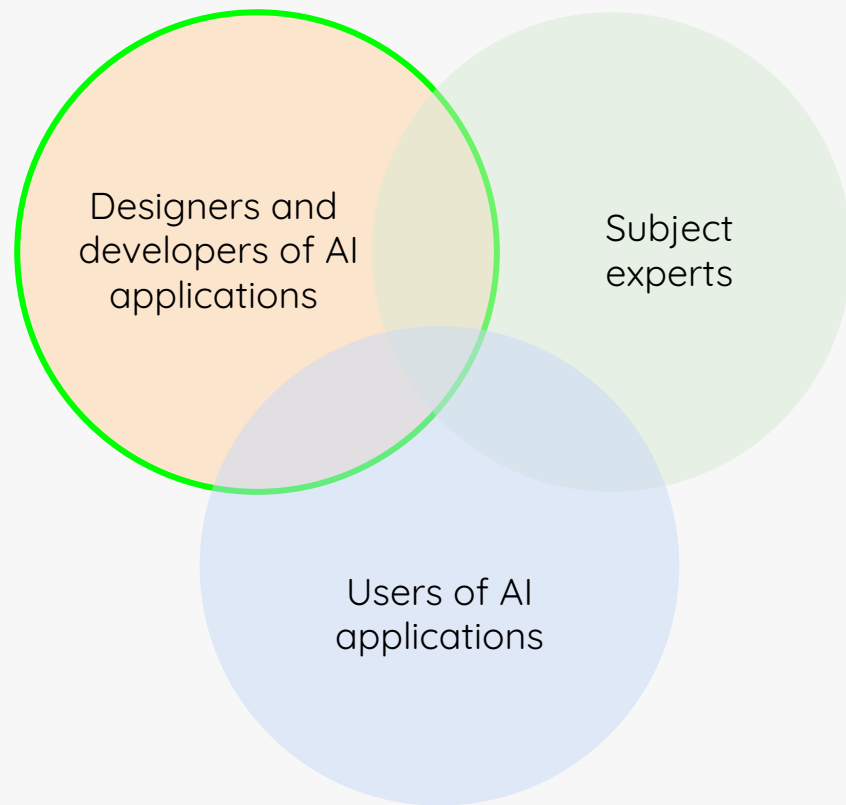 Designers and
developers of AI
applications
Subject
experts
Users of AI
applications